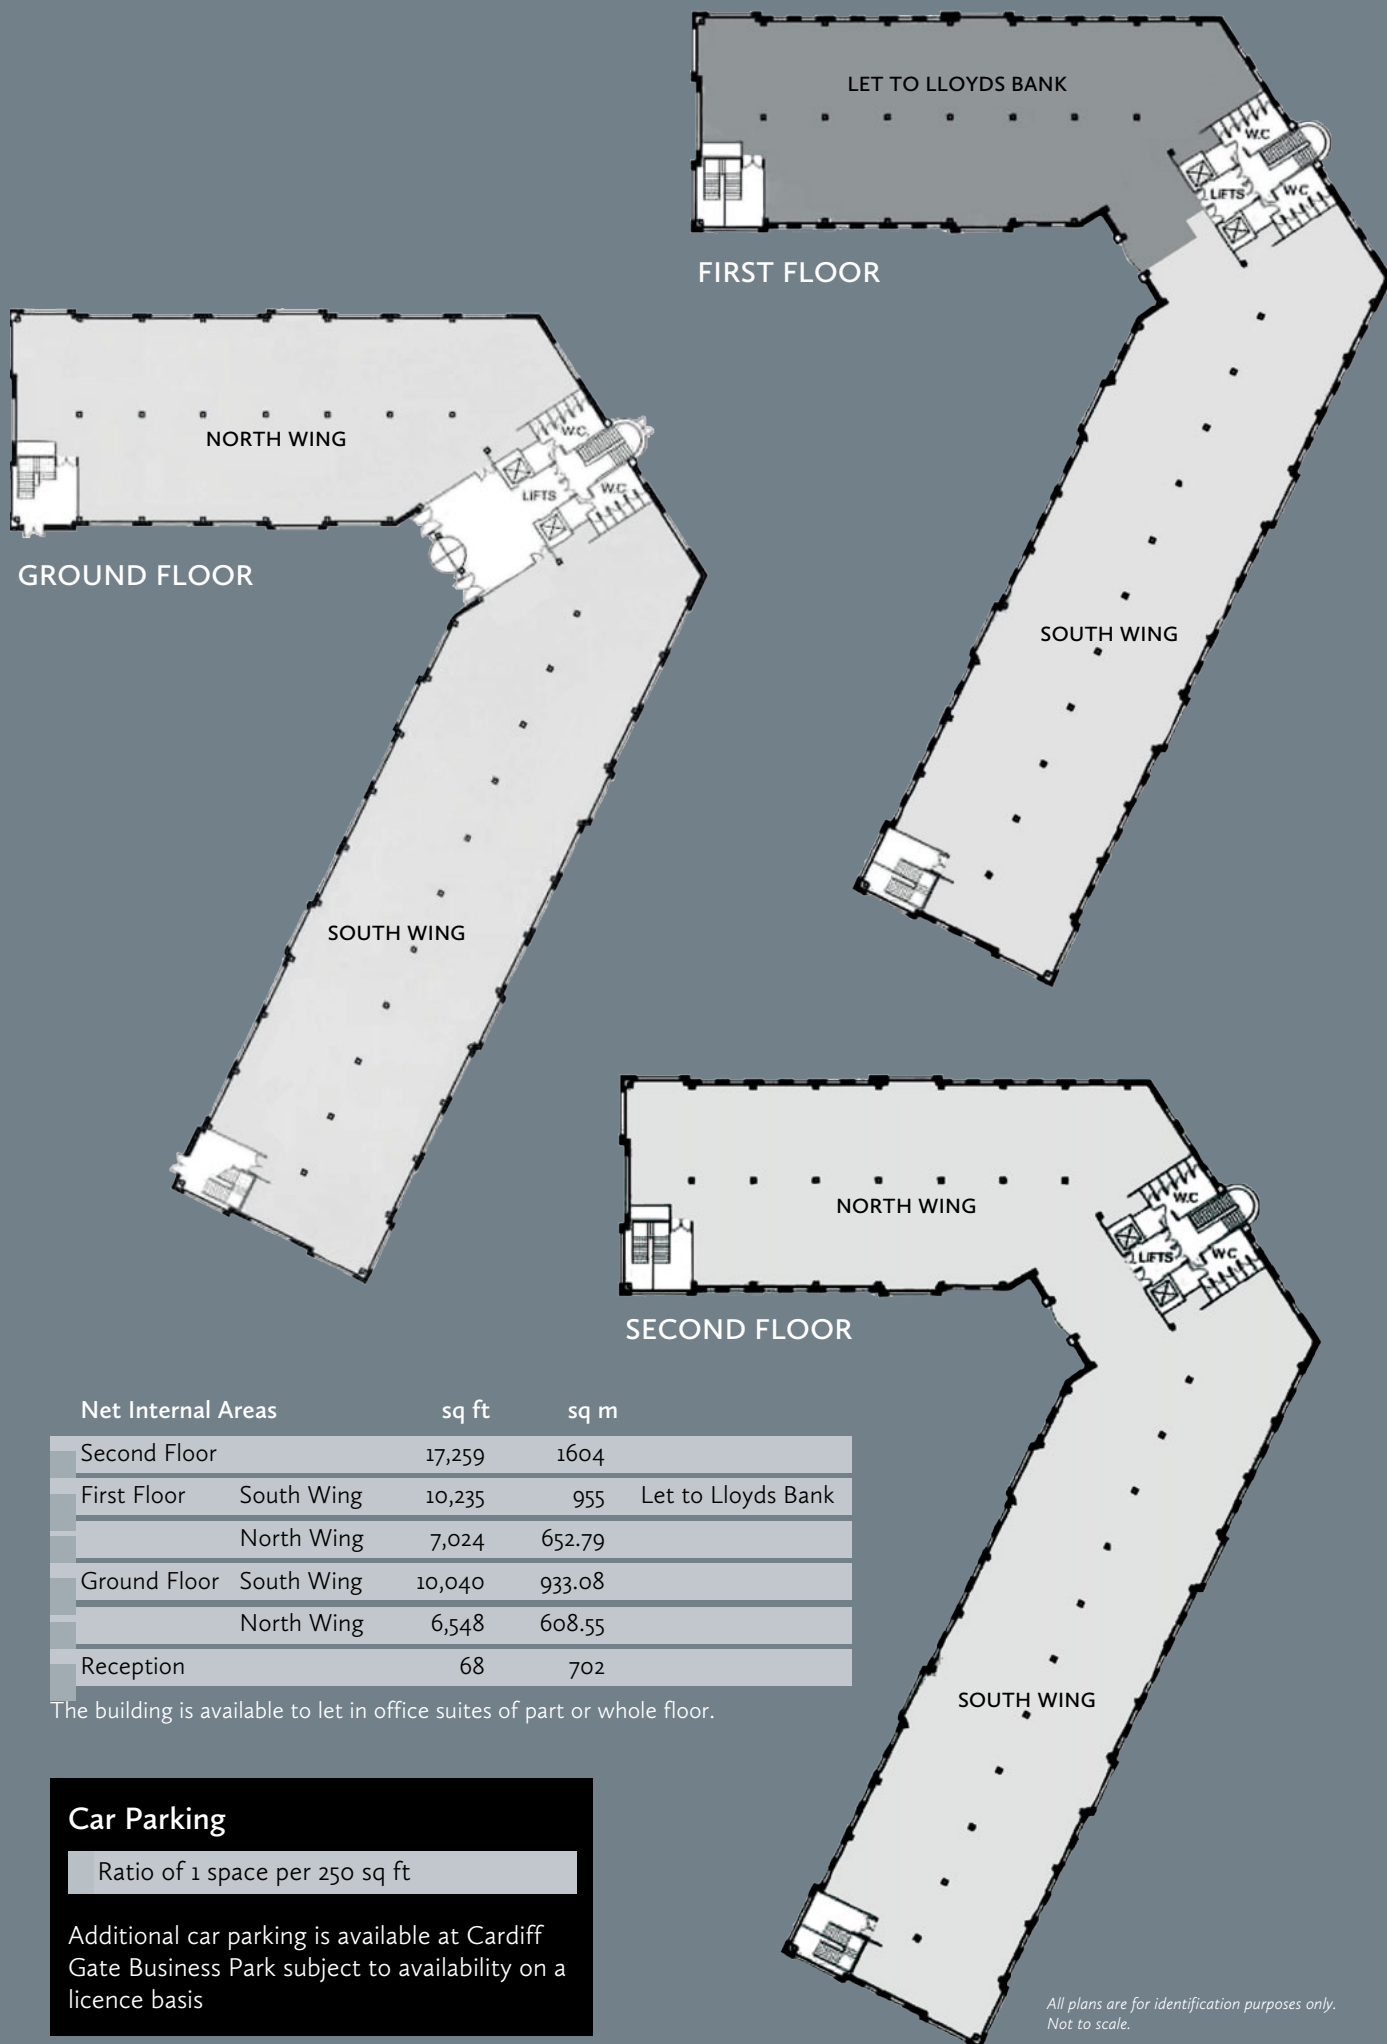 LET TO LLOYDS BANK
W.C
LIFTS
W.C
FIRST FLOOR
SOUTH WING
NORTH WING
W.C
LIFTS
W.C
GROUND FLOOR
SOUTH WING
NORTH WING
W.C
LIFTS
W.C
SECOND FLOOR
SOUTH WING
Net Internal Areas sq ft sq m
Second Floor 17,259 1604
First Floor South Wing 10,235 955 Let to Lloyds Bank
North Wing 7,024 652.79
Ground Floor South Wing 10,040 933.08
North Wing 6,548 608.55
Reception 68 702
The building is available to let in office suites of part or whole floor.
Car Parking
Ratio of 1 space per 250 sq ft
Additional car parking is available at Cardiff
Gate Business Park subject to availability on a
licence basis
All plans are for identification purposes only.
Not to scale.